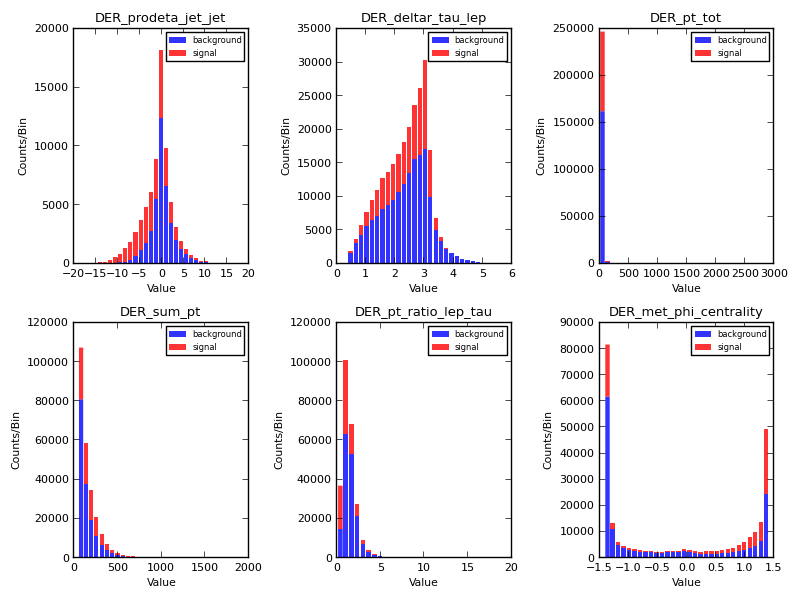 DER_prodeta_jet_jet
20000
15000
10000
5000
0
Counts/Bin
background
signal
−20 −15 −10 −5 0 5 10 15 20
Value
DER_deltar_tau_lep
35000
30000
25000
20000
15000
10000
5000
0
Counts/Bin
background
signal
0 1 2 3 4 5 6
Value
DER_pt_tot
250000
200000
150000
100000
50000
0
Counts/Bin
background
signal
0 500 1000 1500 2000 2500 3000
Value
DER_sum_pt
120000
100000
80000
60000
40000
20000
0
Counts/Bin
background
signal
0 500 1000 1500 2000
Value
DER_pt_ratio_lep_tau
120000
100000
80000
60000
40000
20000
0
Counts/Bin
background
signal
0 5 10 15 20
Value
DER_met_phi_centrality
90000
80000
70000
60000
50000
40000
30000
20000
10000
0
Counts/Bin
background
signal
−1.5 −1.0 −0.5 0.0 0.5 1.0 1.5
Value